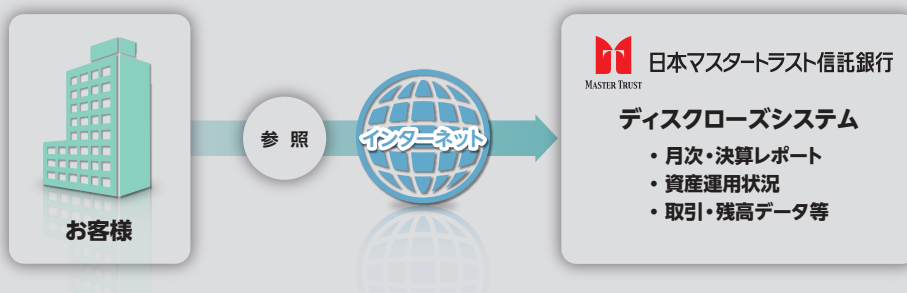 お客様
参 照
インターネット
MASTER TRUST
日本マスタートラスト信託銀行
ディスクローズシステム
・月次・決算レポート
・資産運用状況
・取引・残高データ等